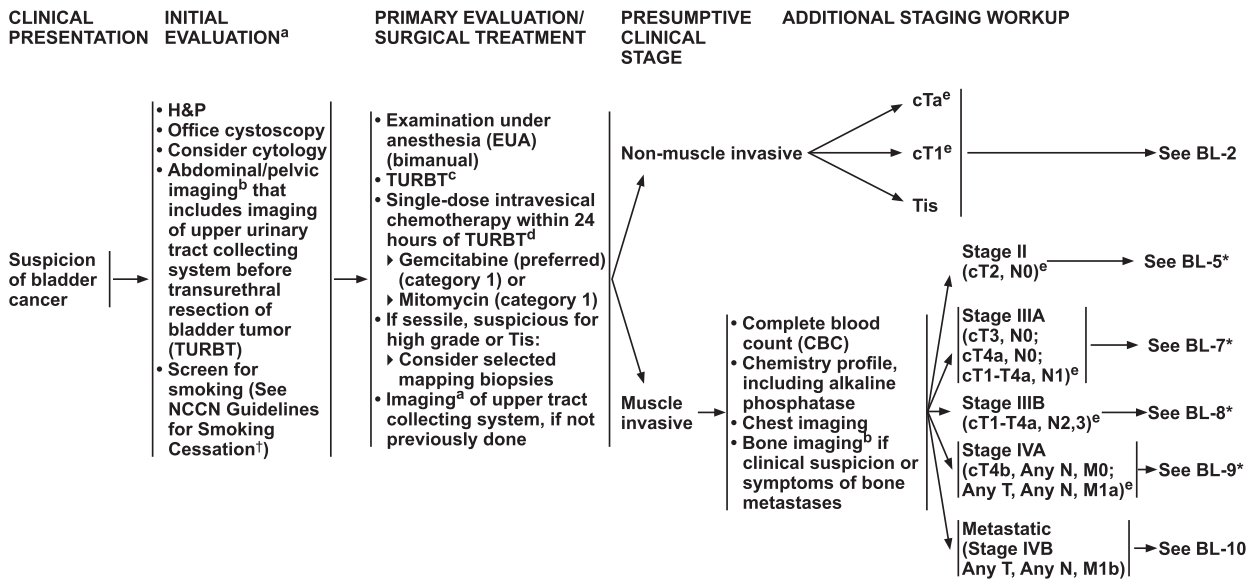 CLINICAL
PRESENTATION
INITIAL
EVALUATIONa
PRIMARY EVALUATION/
SURGICAL TREATMENT
PRESUMPTIVE
CLINICAL
STAGE
ADDITIONAL STAGING WORKUP
Suspicion
of bladder
cancer
• H&P
• Office cystoscopy
• Consider cytology
• Abdominal/pelvic
imagingb that
includes imaging
of upper urinary
tract collecting
system before
transurethral
resection of
bladder tumor
(TURBT)
• Screen for
smoking (See
NCCN Guidelines
for Smoking
Cessation†)
• Examination under
anesthesia (EUA)
(bimanual)
• TURBTc
• Single-dose intravesical
chemotherapy within 24
hours of TURBTd
Gemcitabine (preferred)
(category 1) or
Mitomycin (category 1)
• If sessile, suspicious for
high grade or Tis:
Consider selected
mapping biopsies
• Imaginga of upper tract
collecting system, if not
previously done
Non-muscle invasive
cTae
cT1e
Tis
See BL-2
Muscle
invasive
• Complete blood
count (CBC)
• Chemistry profile,
including alkaline
phosphatase
• Chest imaging
• Bone imagingb if
clinical suspicion or
symptoms of bone
metastases
Stage II
(cT2, N0)e
See BL-5*
Stage IIIA
(cT3, N0;
cT4a, N0;
cT1-T4a, N1)e
See BL-7*
Stage IIIB
(cT1-T4a, N2,3)e
See BL-8*
Stage IVA
(cT4b, Any N, M0;
Any T, Any N, M1a)e
See BL-9*
Metastatic
(Stage IVB
Any T, Any N, M1b)
See BL-10